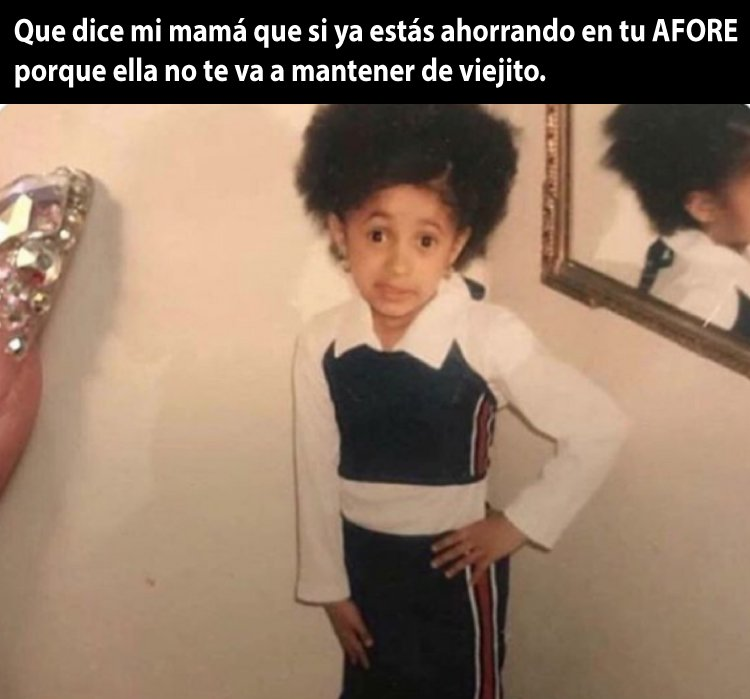 Que dice mi mamá que si ya estás ahorrando en tu AFORE
porque ella no te va a mantener de viejito.